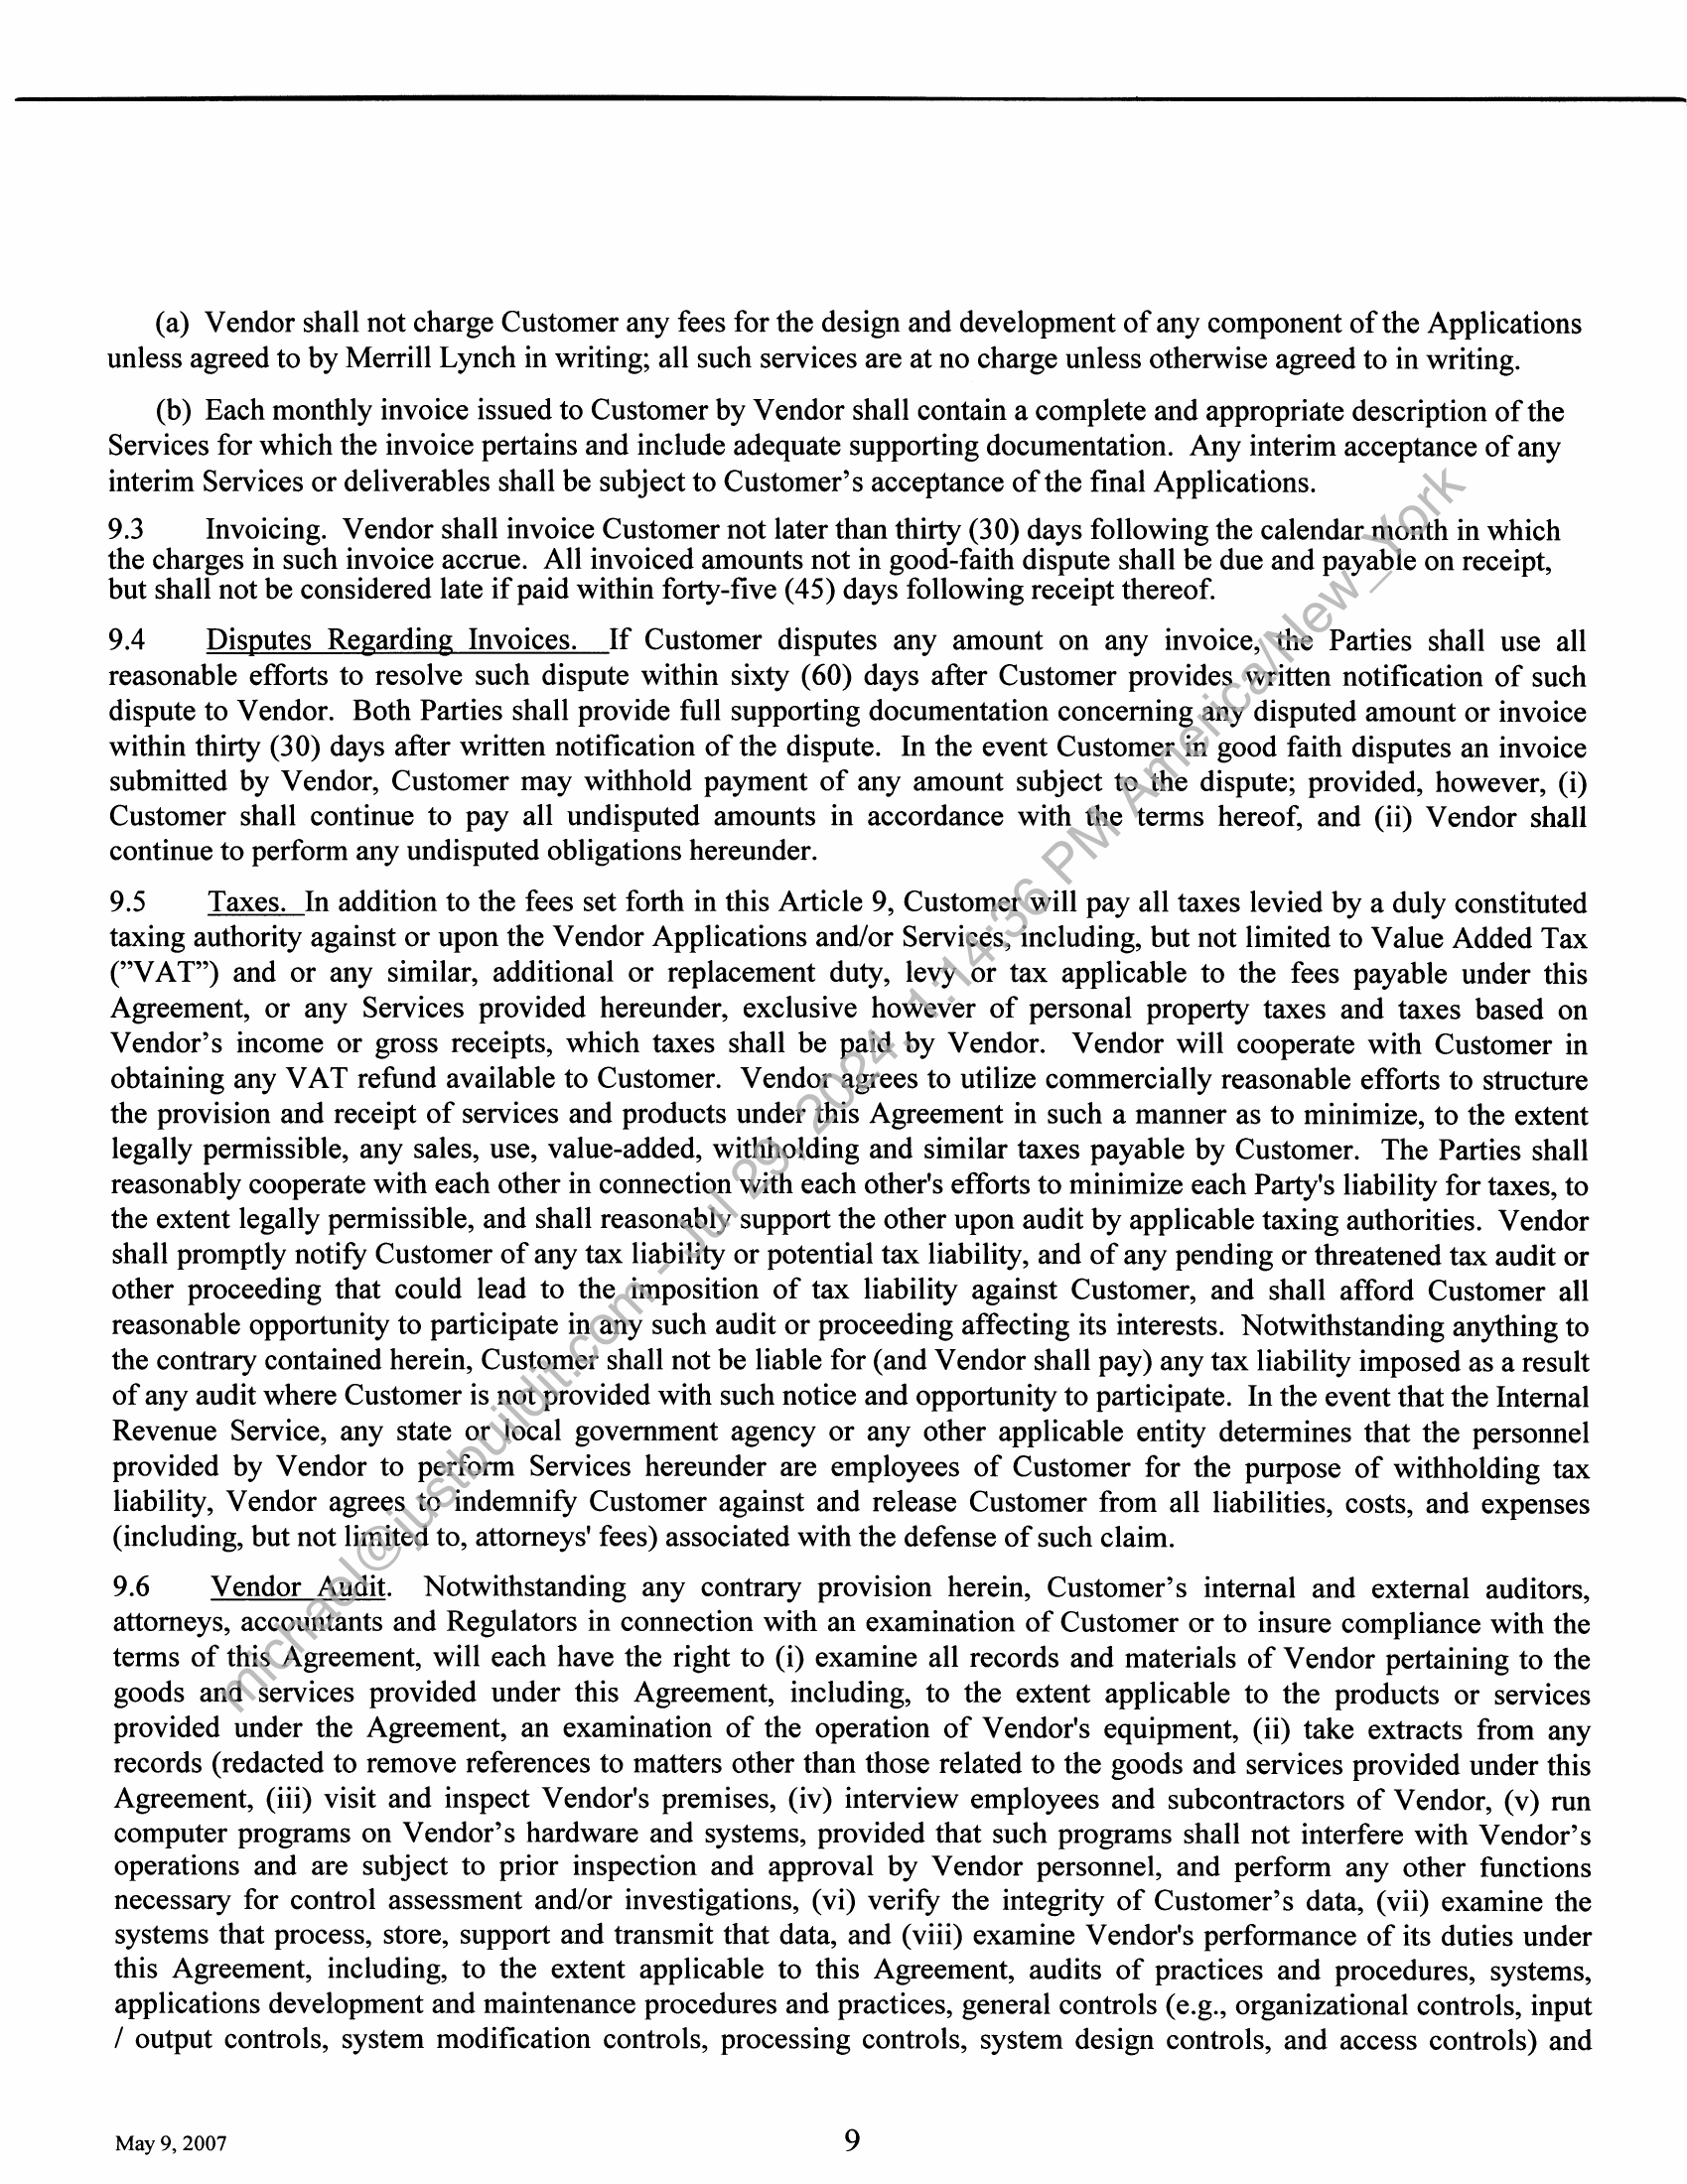 (a) Vendor shall not charge Customer any fees for the design and development of any component of the Applications
unless agreed to by Merrill Lynch in writing; all such services are at no charge unless otherwise agreed to in writing.
(b) Each monthly invoice issued to Customer by Vendor shall contain a complete and appropriate description of the
Services for which the invoice pertains and include adequate supporting documentation. Any interim acceptance of any
interim Services or deliverables shall be subject to Customer’s acceptance of the final Applications.
9.3 Invoicing. Vendor shall invoice Customer not later than thirty (30) days following the calendar month in which
the charges in such invoice accrue. All invoiced amounts not in good-faith dispute shall be due and payable on receipt,
but shall not be considered late if paid within forty-five (45) days following receipt thereof.
9.4 Disputes Regarding Invoices. If Customer disputes any amount on any invoice, the Parties shall use all
reasonable efforts to resolve such dispute within sixty (60) days after Customer provides written notification of such
dispute to Vendor. Both Parties shall provide full supporting documentation concerning any disputed amount or invoice
within thirty (30) days after written notification of the dispute. In the event Customer in good faith disputes an invoice
submitted by Vendor, Customer may withhold payment of any amount subject to the dispute; provided, however, (i)
Customer shall continue to pay all undisputed amounts in accordance with the terms hereof, and (ii) Vendor shall
continue to perform any undisputed obligations hereunder.
9.5 Taxes. In addition to the fees set forth in this Article 9, Customer will pay all taxes levied by a duly constituted
taxing authority against or upon the Vendor Applications and/or Services, including, but not limited to Value Added Tax
(”VAT”) and or any similar, additional or replacement duty, levy or tax applicable to the fees payable under this
Agreement, or any Services provided hereunder, exclusive however of personal property taxes and taxes based on
Vendor’s income or gross receipts, which taxes shall be paid by Vendor. Vendor will cooperate with Customer in
obtaining any VAT refund available to Customer. Vendor agrees to utilize commercially reasonable efforts to structure
the provision and receipt of services and products under this Agreement in such a manner as to minimize, to the extent
legally permissible, any sales, use, value-added, withholding and similar taxes payable by Customer. The Parties shall
reasonably cooperate with each other in connection with each other's efforts to minimize each Party's liability for taxes, to
the extent legally permissible, and shall reasonably support the other upon audit by applicable taxing authorities. Vendor
shall promptly notify Customer of any tax liability or potential tax liability, and of any pending or threatened tax audit or
other proceeding that could lead to the imposition of tax liability against Customer, and shall afford Customer all
reasonable opportunity to participate in any such audit or proceeding affecting its interests. Notwithstanding anything to
the contrary contained herein, Customer shall not be liable for (and Vendor shall pay) any tax liability imposed as a result
of any audit where Customer is not provided with such notice and opportunity to participate. In the event that the Internal
Revenue Service, any state or local government agency or any other applicable entity determines that the personnel
provided by Vendor to perform Services hereunder are employees of Customer for the purpose of withholding tax
liability, Vendor agrees to indemnify Customer against and release Customer from all liabilities, costs, and expenses
(including, but not limited to, attorneys' fees) associated with the defense of such claim.
9.6 Vendor Audit. Notwithstanding any contrary provision herein, Customer’s internal and external auditors,
attorneys, accountants and Regulators in connection with an examination of Customer or to insure compliance with the
terms of this Agreement, will each have the right to (i) examine all records and materials of Vendor pertaining to the
goods and services provided under this Agreement, including, to the extent applicable to the products or services
provided under the Agreement, an examination of the operation of Vendor's equipment, (ii) take extracts from any
records (redacted to remove references to matters other than those related to the goods and services provided under this
Agreement, (iii) visit and inspect Vendor's premises, (iv) interview employees and subcontractors of Vendor, (v) run
computer programs on Vendor’s hardware and systems, provided that such programs shall not interfere with Vendor’s
operations and are subject to prior inspection and approval by Vendor personnel, and perform any other functions
necessary for control assessment and/or investigations, (vi) verify the integrity of Customer’s data, (vii) examine the
systems that process, store, support and transmit that data, and (viii) examine Vendor's performance of its duties under
this Agreement, including, to the extent applicable to this Agreement, audits of practices and procedures, systems,
applications development and maintenance procedures and practices, general controls (e.g., organizational controls, input
/ output controls, system modification controls, processing controls, system design controls, and access controls) and
May 9, 2007
9
michael@justbuildit.com - Jul 29, 2024, 1:14:36 PM America/New_York